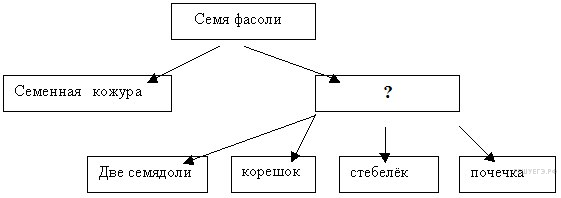 Семя фасоли
Семенная кожура
?
Две семядоли
корешок
стебелёк
почечка